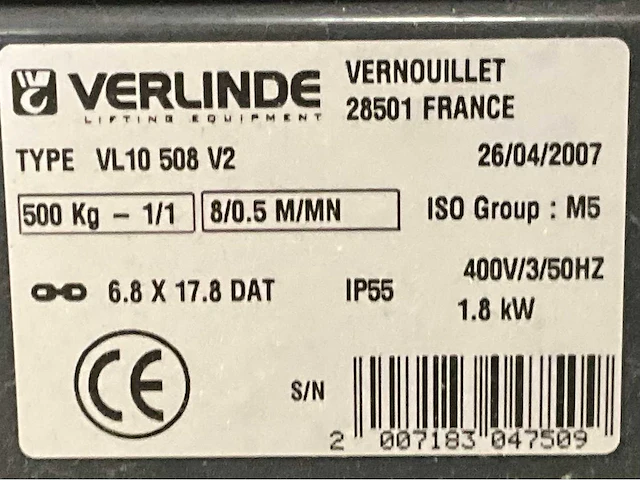 VERLINDE
LIFTING EQUIPMENT
VERNOUILLET
28501 FRANCE
TYPE VL10 508 V2 26/04/2007
500 Kg - 1/1 8/0.5 M/MN ISO Group : M5
6.8 X 17.8 DAT IP55 400V/3/50HZ
1.8 kW
CE
S/N
2 007183 047509